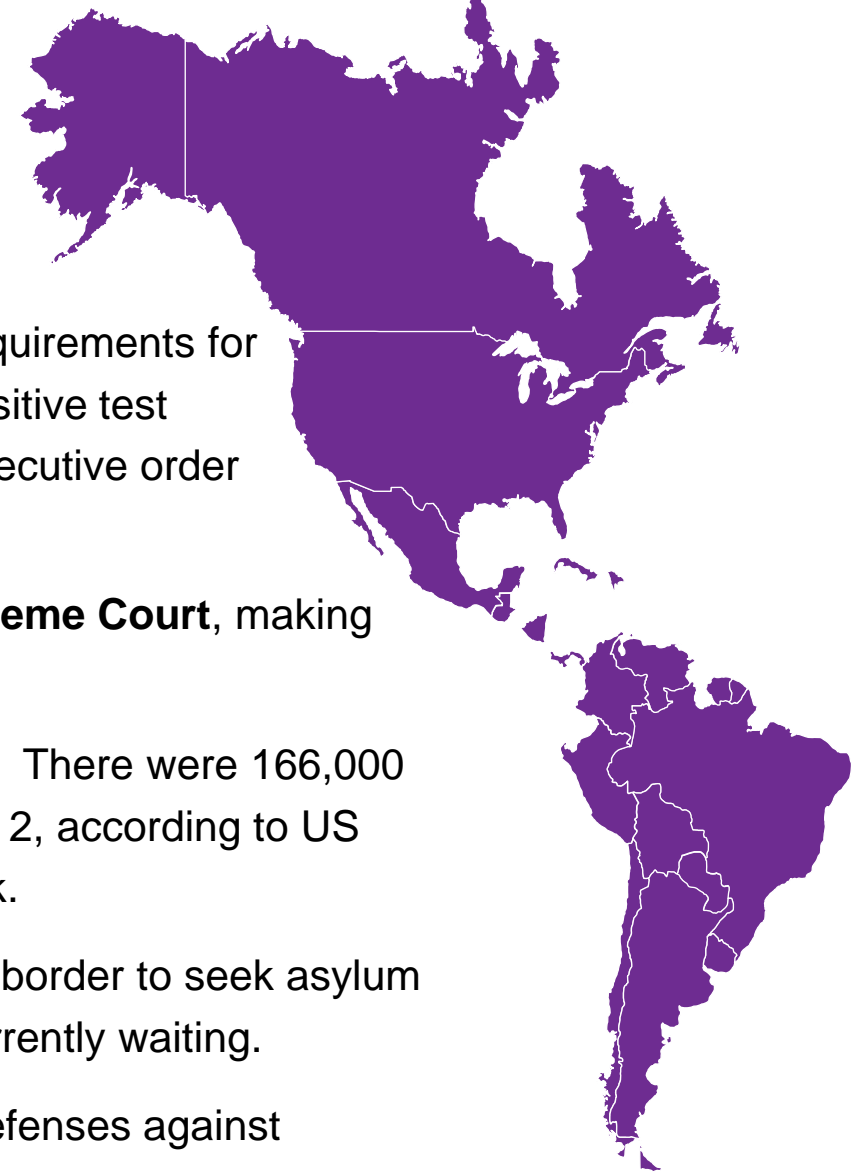 quirements for
sitive test
ecutive order
eme Court, making
There were 166,000
2, according to US
k.
border to seek asylum
rrently waiting.
efenses against